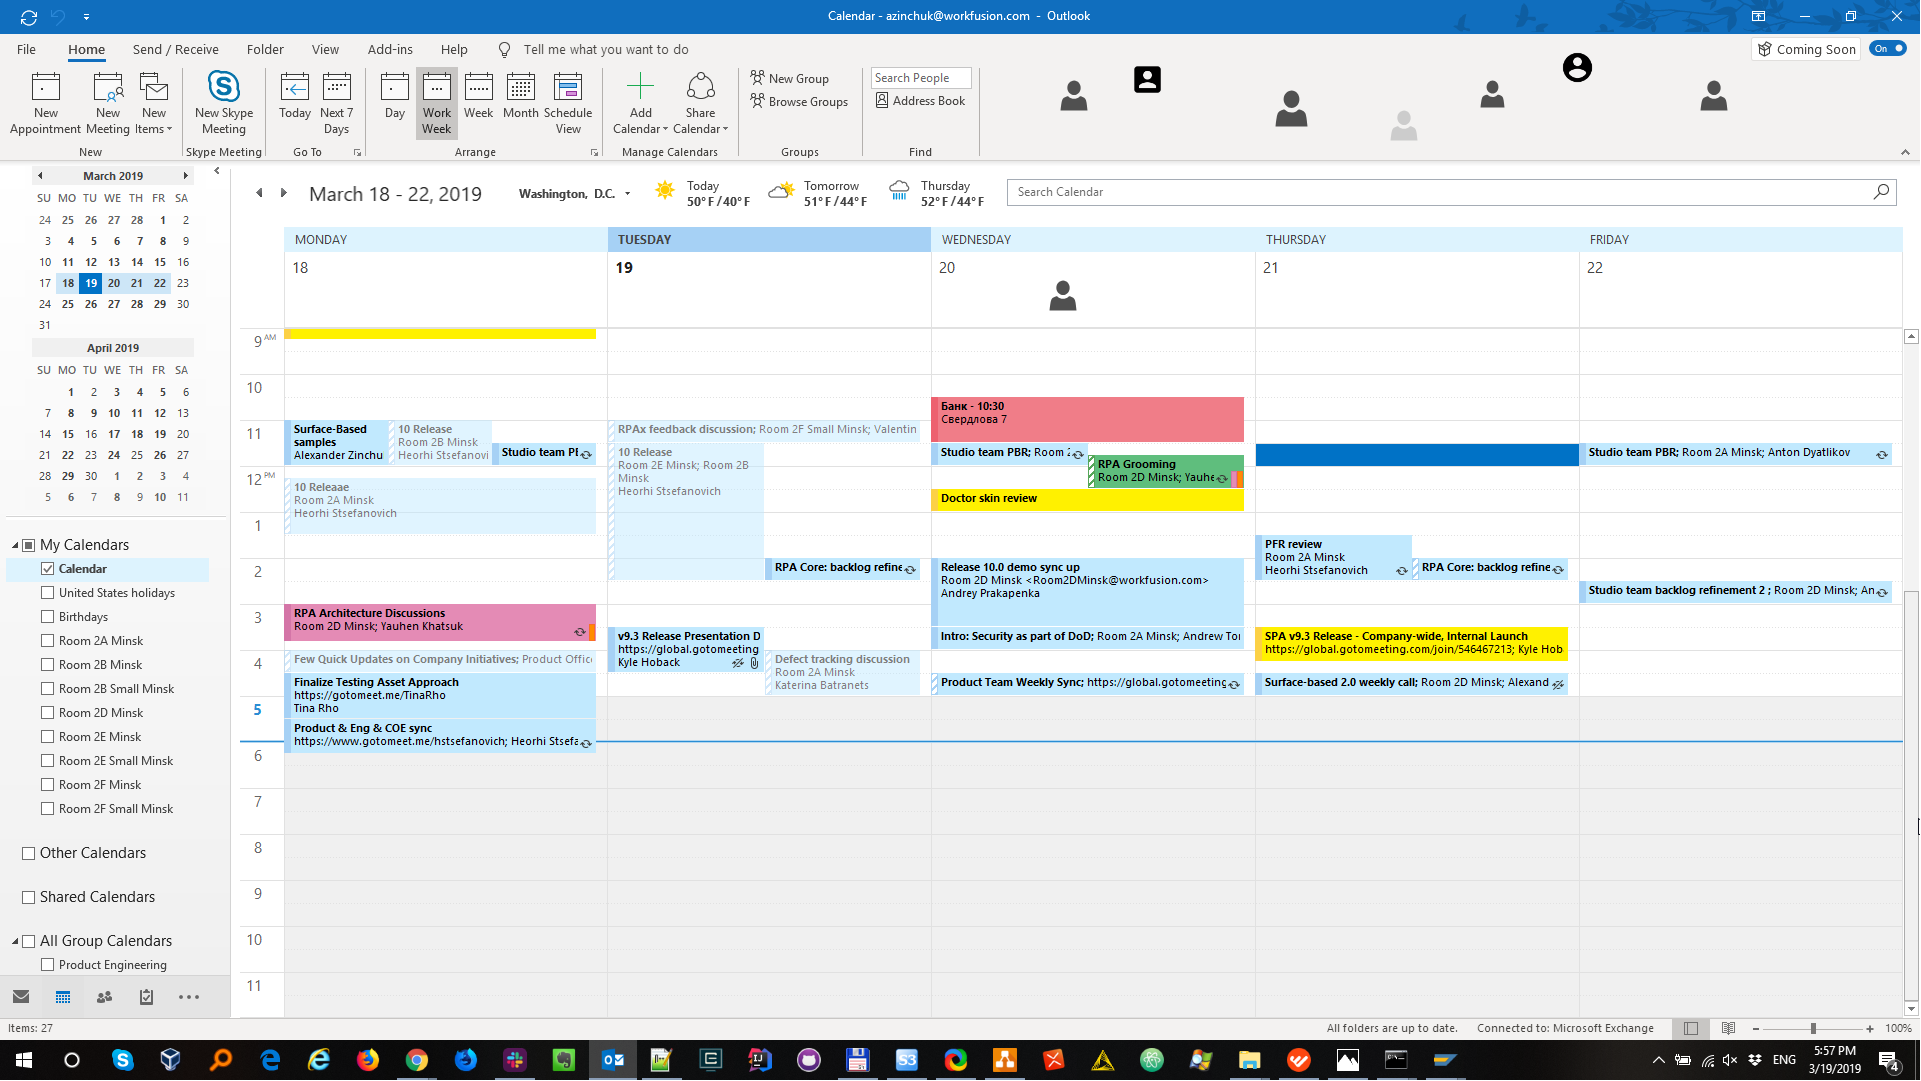 Calendar - azinchuk@workfusion.com - Outlook
File Home Send / Receive Folder View Add-ins Help Tell me what you want to do
Coming Soon On
New Appointment
New Meeting
New Items
New
New Skype Meeting
Skype Meeting
Today
Next 7 Days
Go To
Day
Work Week
Week
Month
Schedule View
Arrange
Add Calendar
Share Calendar
Manage Calendars
New Group
Browse Groups
Groups
Search People
Address Book
Find
March 2019
SU MO TU WE TH FR SA
24 25 26 27 28 1 2
3 4 5 6 7 8 9
10 11 12 13 14 15 16
17 18 19 20 21 22 23
24 25 26 27 28 29 30
31
April 2019
SU MO TU WE TH FR SA
1 2 3 4 5 6
7 8 9 10 11 12 13
14 15 16 17 18 19 20
21 22 23 24 25 26 27
28 29 30 1 2 3 4
5 6 7 8 9 10 11
My Calendars
Calendar
United States holidays
Birthdays
Room 2A Minsk
Room 2B Minsk
Room 2B Small Minsk
Room 2D Minsk
Room 2E Minsk
Room 2E Small Minsk
Room 2F Minsk
Room 2F Small Minsk
Other Calendars
Shared Calendars
All Group Calendars
Product Engineering
March 18 - 22, 2019
Washington, D.C.
Today
50°F/40°F
Tomorrow
51°F/44°F
Thursday
52°F/44°F
Search Calendar
MONDAY TUESDAY WEDNESDAY THURSDAY FRIDAY
18 19 20 21 22
9 AM
10
11
12 PM
1
2
3
4
5
6
7
8
9
10
11
Surface-Based
samples
Alexander Zinchu
10 Release
Room 2B Minsk
Heorhi Stsefanovi
Studio team PE
10 Releaae
Room 2A Minsk
Heorhi Stsefanovich
RPA Architecture Discussions
Room 2D Minsk; Yauhen Khatsuk
Few Quick Updates on Company Initiatives; Product Offic
Finalize Testing Asset Approach
https://gotomeet.me/TinaRho
Tina Rho
Product & Eng & COE sync
https://www.gotomeet.me/hstsefanovich; Heorhi Stsefa
RPAx feedback discussion; Room 2F Small Minsk; Valentin
10 Release
Room 2E Minsk; Room 2B
Minsk
Heorhi Stsefanovich
RPA Core: backlog refine
v9.3 Release Presentation D
https://global.gotomeeting
Kyle Hoback
Defect tracking discussion
Room 2A Minsk
Katerina Batranets
Банк - 10:30
Свердлова 7
Studio team PBR; Room 2
RPA Grooming
Room 2D Minsk; Yauhe
Doctor skin review
Release 10.0 demo sync up
Room 2D Minsk <Room2DMinsk@workfusion.com>
Andrey Prakapenka
Intro: Security as part of DoD; Room 2A Minsk; Andrew Tor
Product Team Weekly Sync; https://global.gotomeeting
PFR review
Room 2A Minsk
Heorhi Stsefanovich
RPA Core: backlog refine
SPA v9.3 Release - Company-wide, Internal Launch
https://global.gotomeeting.com/join/546467213; Kyle Hob
Surface-based 2.0 weekly call; Room 2D Minsk; Alexand
Studio team PBR; Room 2A Minsk; Anton Dyatlikov
Studio team backlog refinement 2 ; Room 2D Minsk; An
Items: 27
All folders are up to date. Connected to: Microsoft Exchange 100%
ENG
5:57 PM
3/19/2019
4